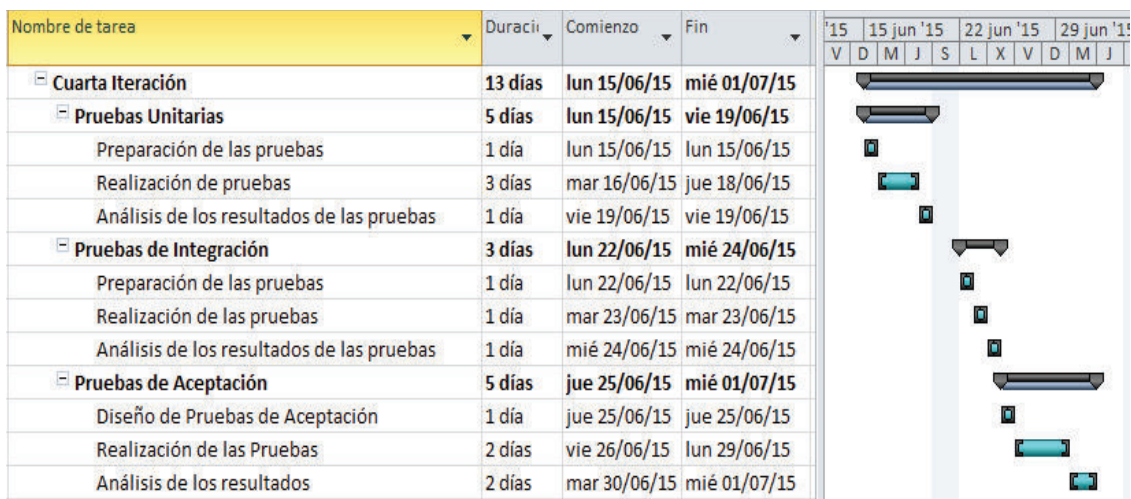 Nombre de tarea Duraci Comienzo Fin '15 15 jun '15 22 jun '15 29 jun '15
V D M J S L X V D M J
Cuarta Iteración 13 días lun 15/06/15 mié 01/07/15
Pruebas Unitarias 5 días lun 15/06/15 vie 19/06/15
Preparación de las pruebas 1 día lun 15/06/15 lun 15/06/15
Realización de pruebas 3 días mar 16/06/15 jue 18/06/15
Análisis de los resultados de las pruebas 1 día vie 19/06/15 vie 19/06/15
Pruebas de Integración 3 días lun 22/06/15 mié 24/06/15
Preparación de las pruebas 1 día lun 22/06/15 lun 22/06/15
Realización de las pruebas 1 día mar 23/06/15 mar 23/06/15
Análisis de los resultados de las pruebas 1 día mié 24/06/15 mié 24/06/15
Pruebas de Aceptación 5 días jue 25/06/15 mié 01/07/15
Diseño de Pruebas de Aceptación 1 día jue 25/06/15 jue 25/06/15
Realización de las Pruebas 2 días vie 26/06/15 lun 29/06/15
Análisis de los resultados 2 días mar 30/06/15 mié 01/07/15